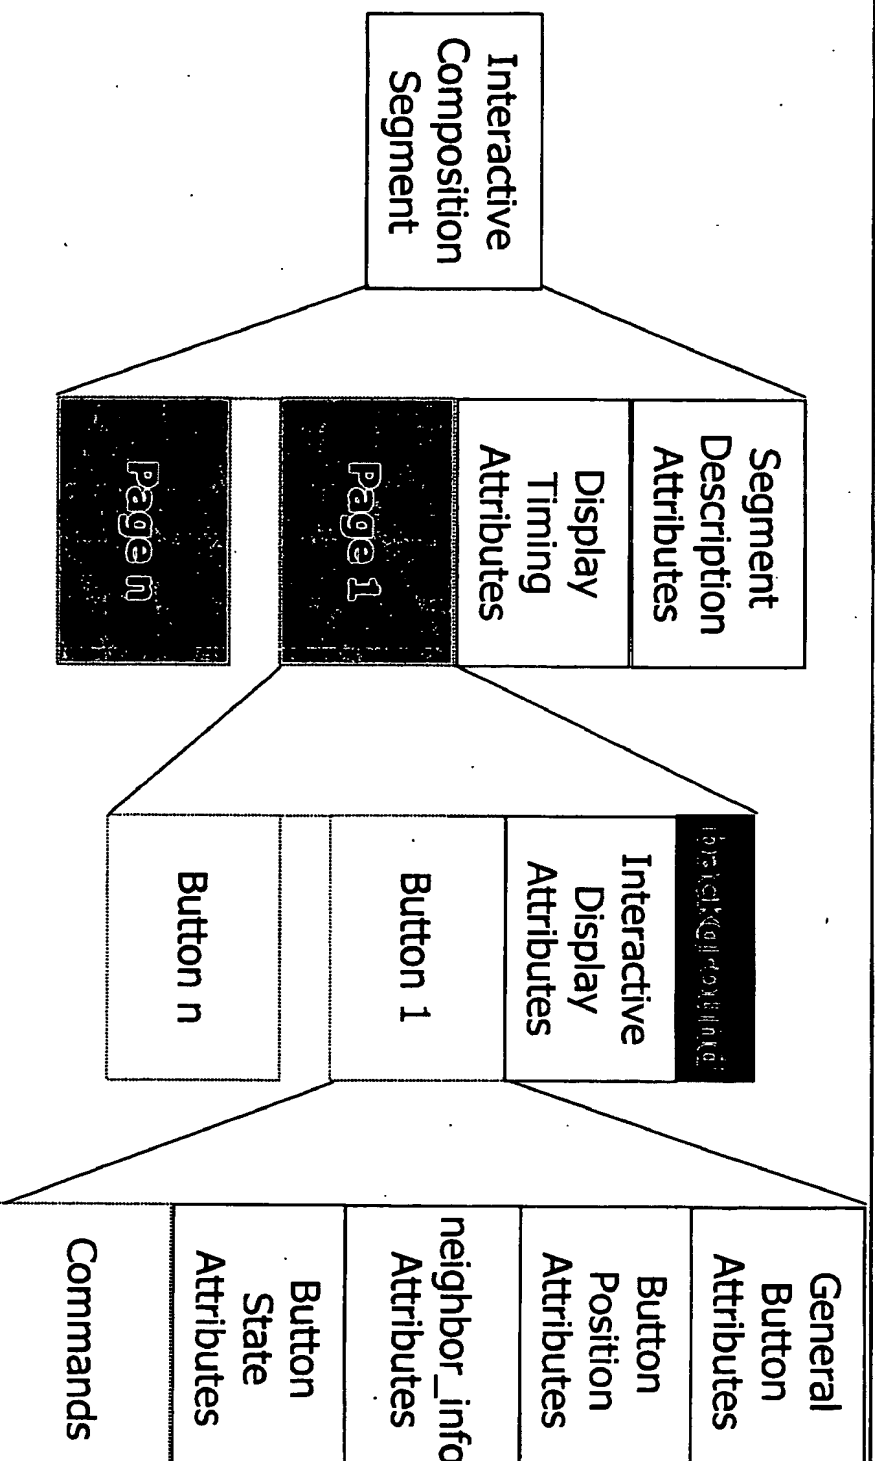 Interactive
Composition
Segment
Segment
Description
Attributes
Display
Timing
Attributes
Page 1
Page n
background
Interactive
Display
Attributes
Button 1
Button n
General
Button
Attributes
Button
Position
Attributes
neighbor_info
Attributes
Button
State
Attributes
Commands